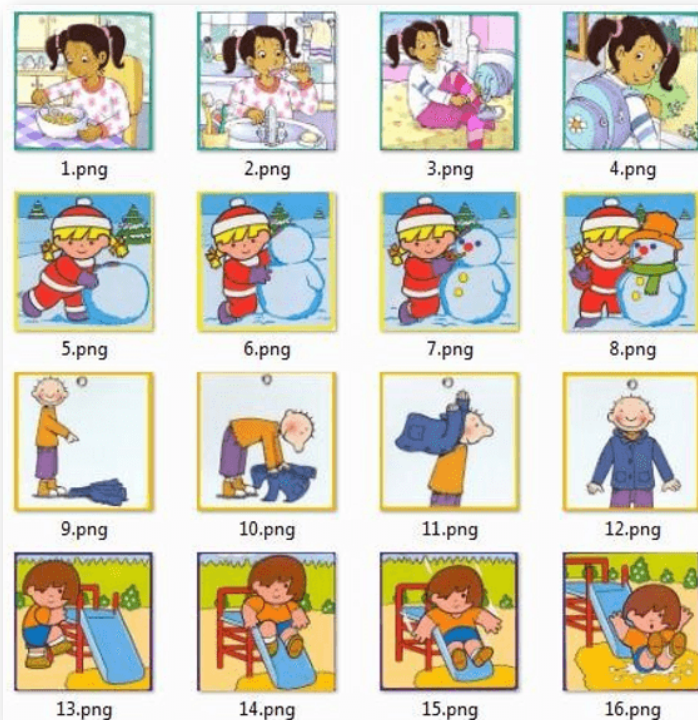 1.png 2.png 3.png 4.png
5.png 6.png 7.png 8.png
9.png 10.png 11.png 12.png
13.png 14.png 15.png 16.png